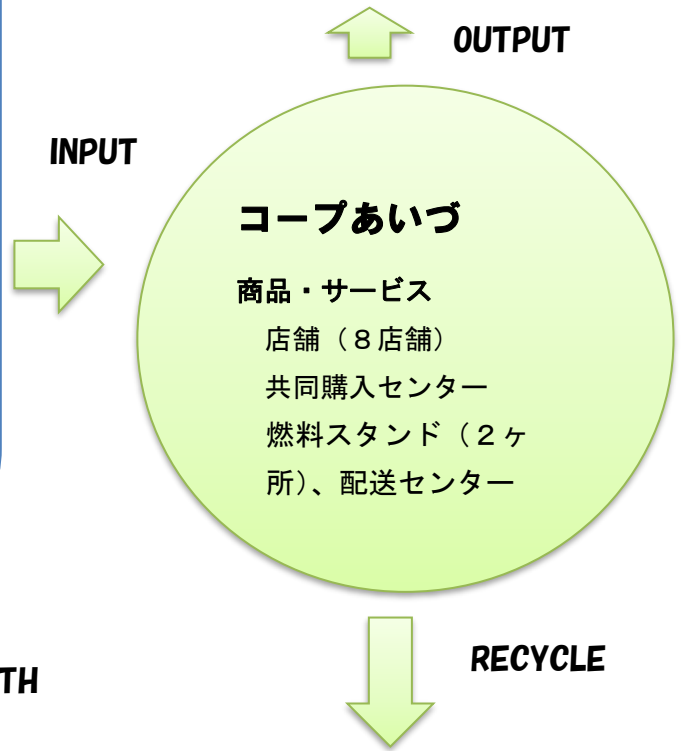 OUTPUT
INPUT
コープあいづ
商品・サービス
店舗（８店舗）
共同購入センター
燃料スタンド（２ヶ
所）、配送センター
RECYCLE
TH